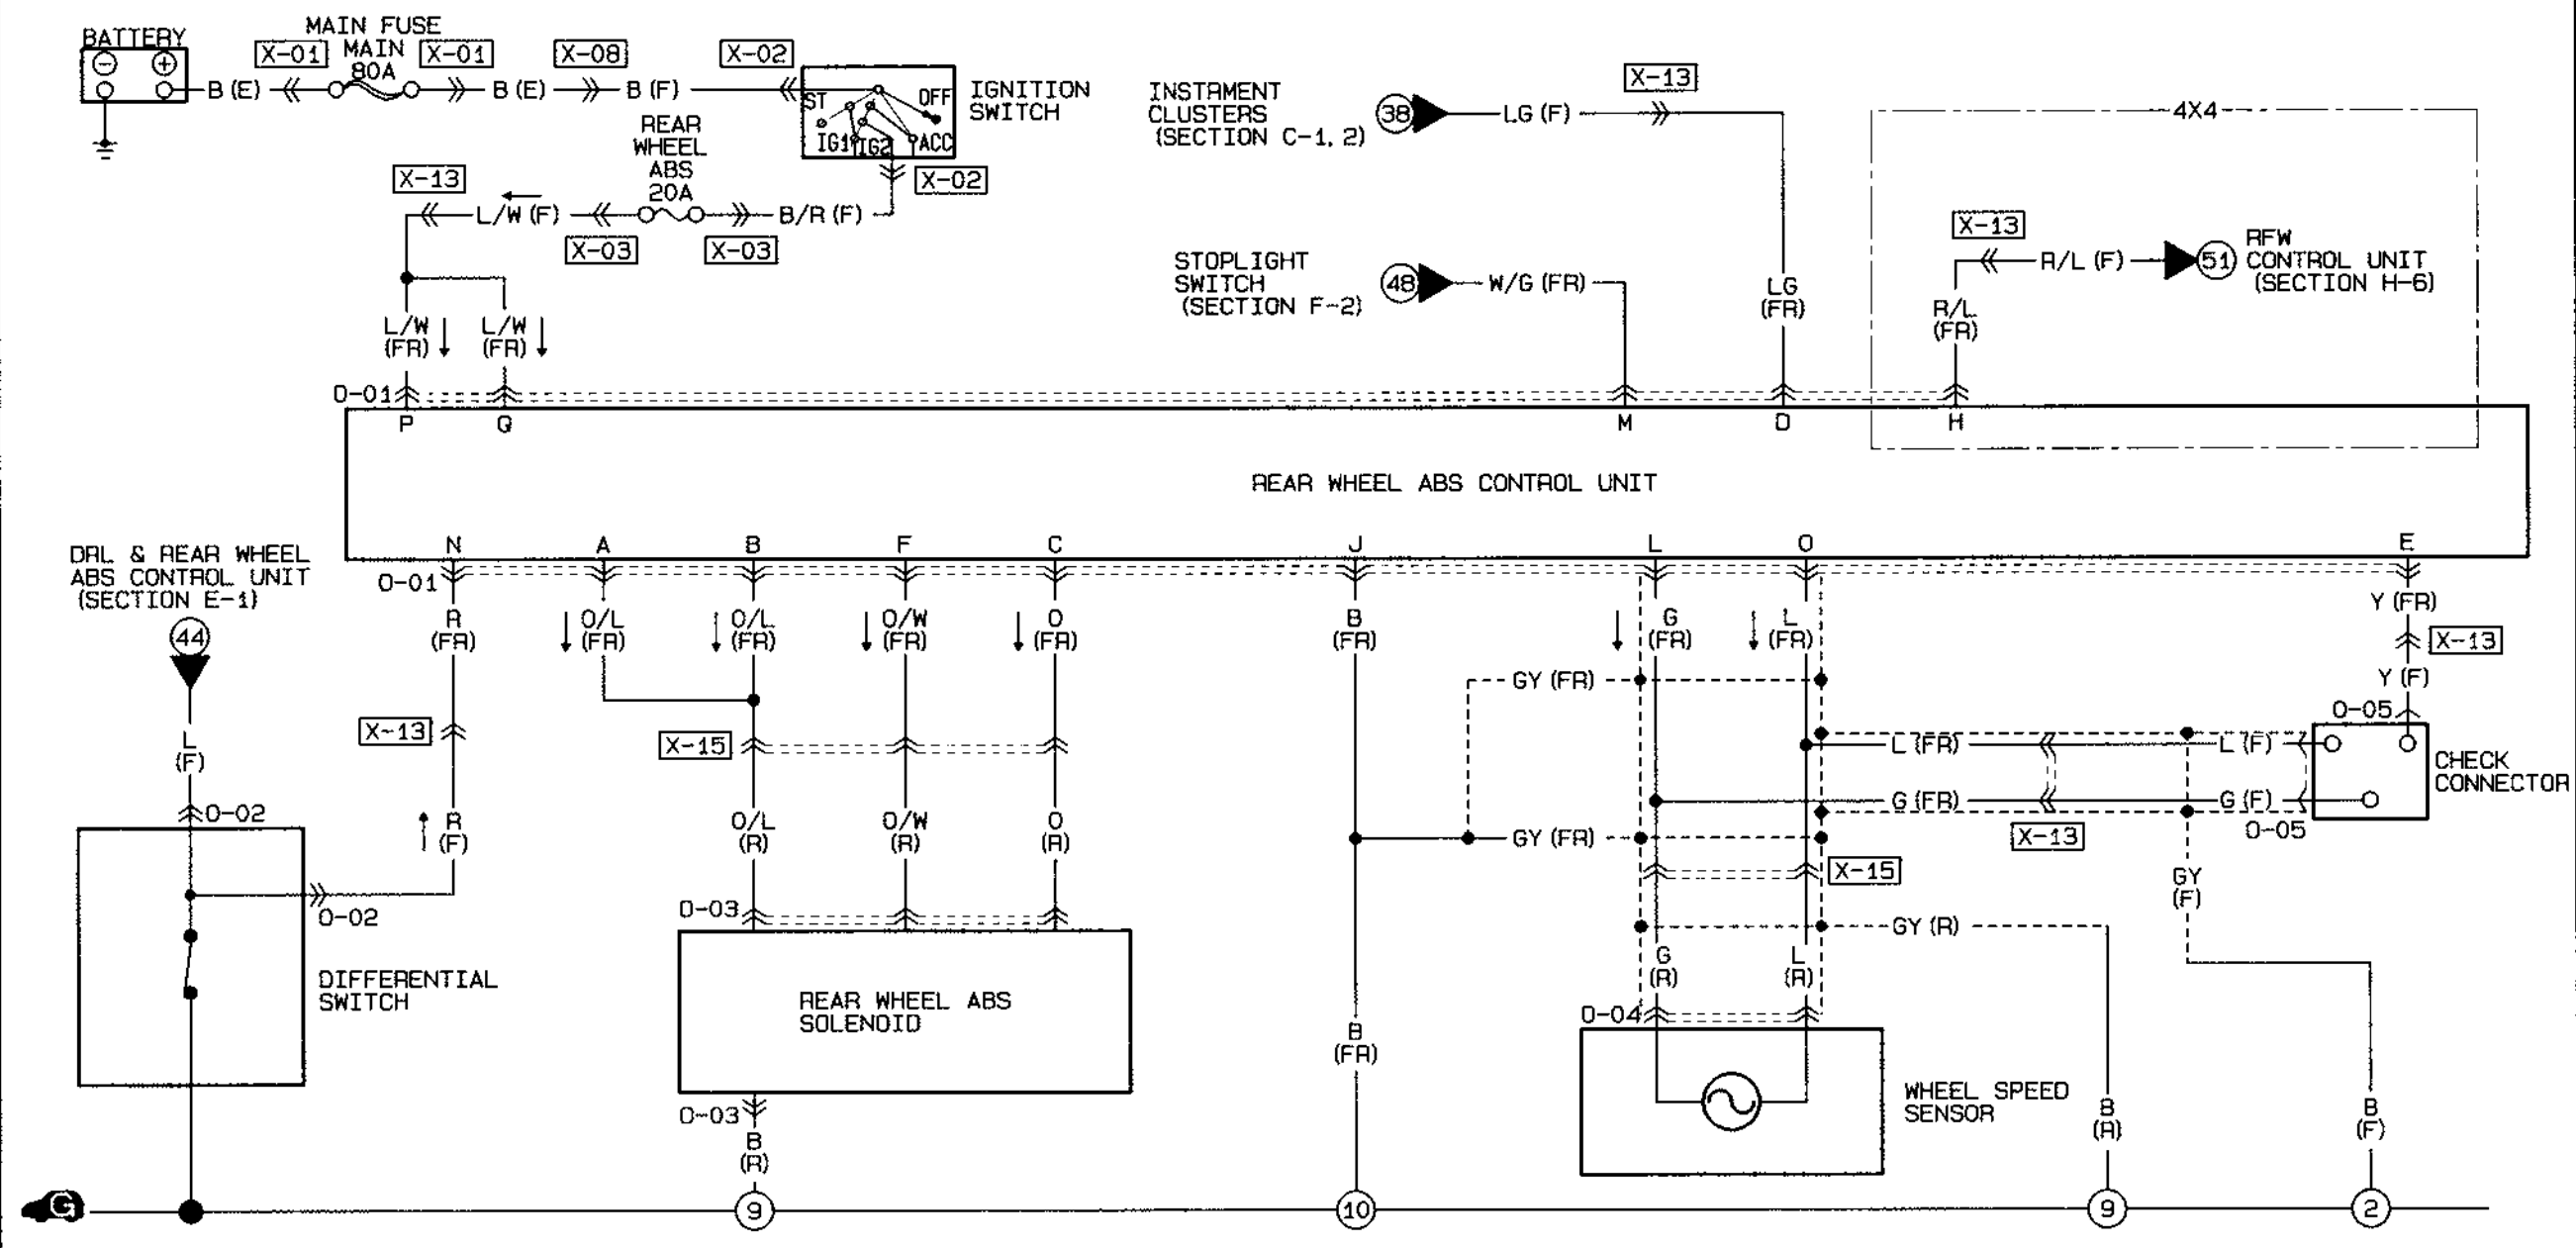 BATTERY
MAIN FUSE
MAIN
80A
X-01
X-01
X-08
X-02
B (E)
B (E)
B (F)
ST
OFF
IG1
IG2
ACC
IGNITION
SWITCH
X-02
REAR
WHEEL
ABS
20A
X-13
L/W (F)
B/R (F)
X-03
X-03
L/W
(FR)
L/W
(FR)
INSTRMENT
CLUSTERS
(SECTION C-1, 2)
38
LG (F)
X-13
STOPLIGHT
SWITCH
(SECTION F-2)
48
W/G (FR)
LG
(FR)
4X4
X-13
R/L (F)
51
RFW
CONTROL UNIT
(SECTION H-6)
R/L
(FR)
O-01
P
Q
M
D
H
REAR WHEEL ABS CONTROL UNIT
N
A
B
F
C
J
L
O
E
O-01
DRL & REAR WHEEL
ABS CONTROL UNIT
(SECTION E-1)
44
L
(F)
R
(FR)
O/L
(FR)
O/L
(FR)
O/W
(FR)
O
(FR)
B
(FR)
G
(FR)
L
(FR)
Y (FR)
X-13
Y (F)
GY (FR)
X-13
X-15
O-05
L (FR)
L (F)
CHECK
CONNECTOR
G (FR)
G (F)
X-13
O-05
O-02
R
(F)
O/L
(R)
O/W
(R)
O
(R)
GY (FR)
X-15
GY
(F)
O-02
O-03
GY (R)
G
(R)
L
(R)
DIFFERENTIAL
SWITCH
REAR WHEEL ABS
SOLENOID
O-04
B
(FR)
WHEEL SPEED
SENSOR
O-03
B
(R)
B
(R)
B
(F)
G
9
10
9
2